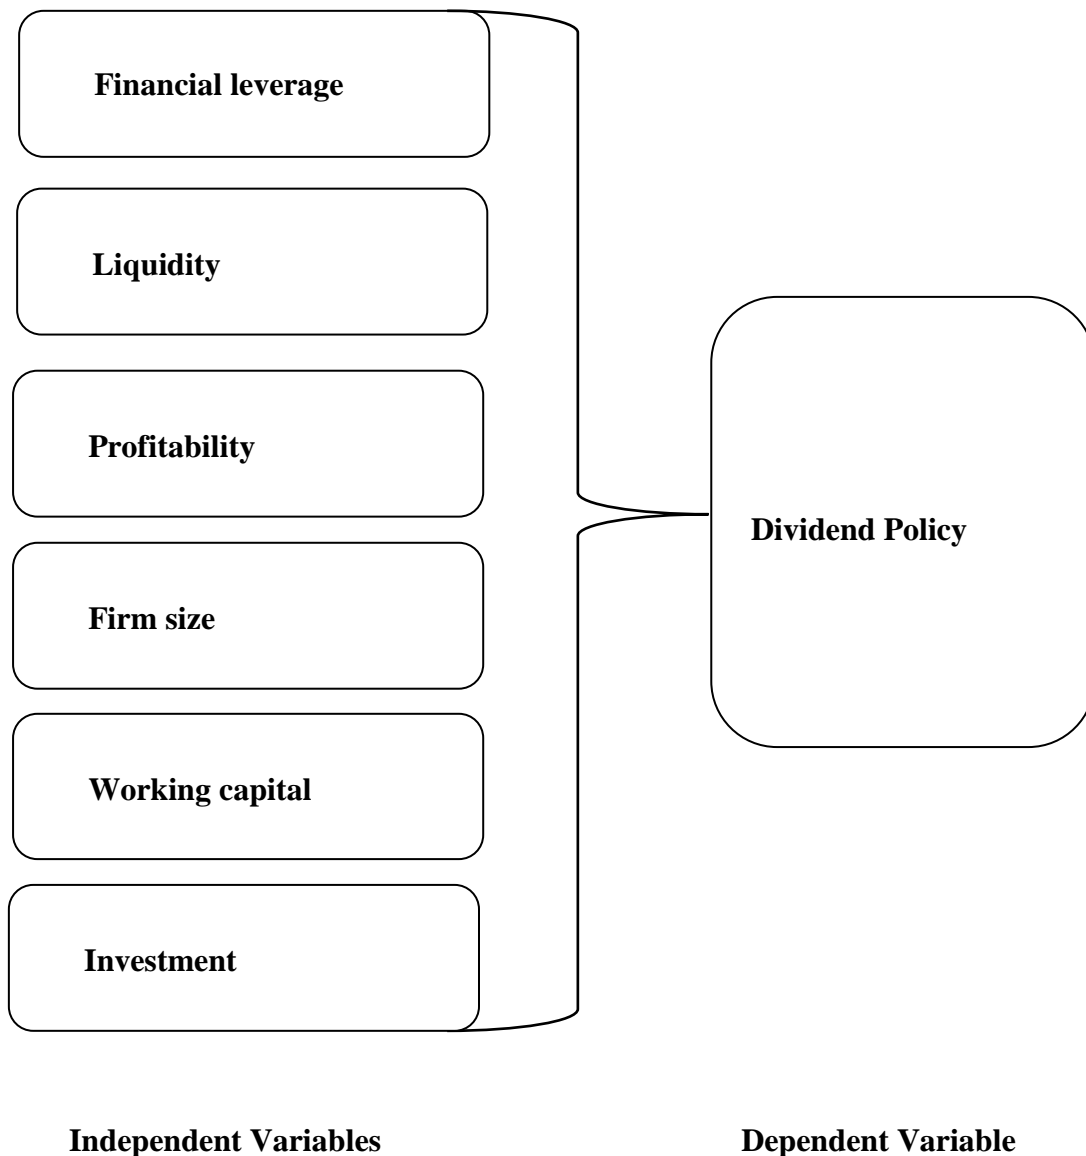 Financial leverage
Liquidity
Profitability
Firm size
Working capital
Investment
Dividend Policy
Independent Variables
Dependent Variable